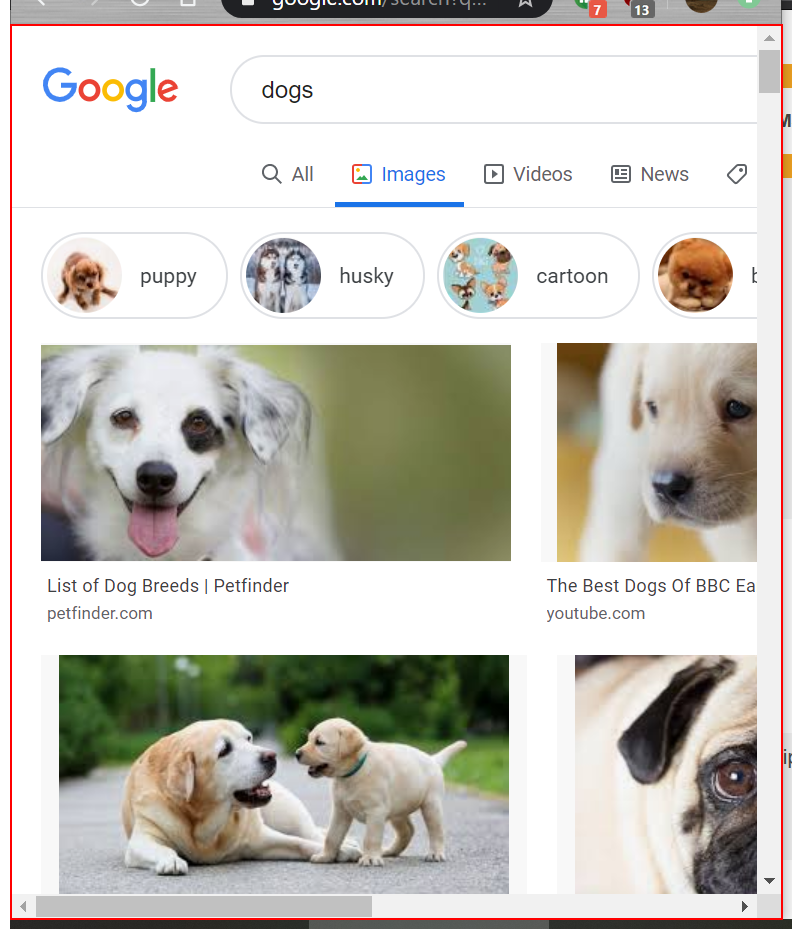 google.com/search?q...
7
13
Google
dogs
All
Images
Videos
News
puppy
husky
cartoon
List of Dog Breeds | Petfinder
petfinder.com
The Best Dogs Of BBC Ea
youtube.com